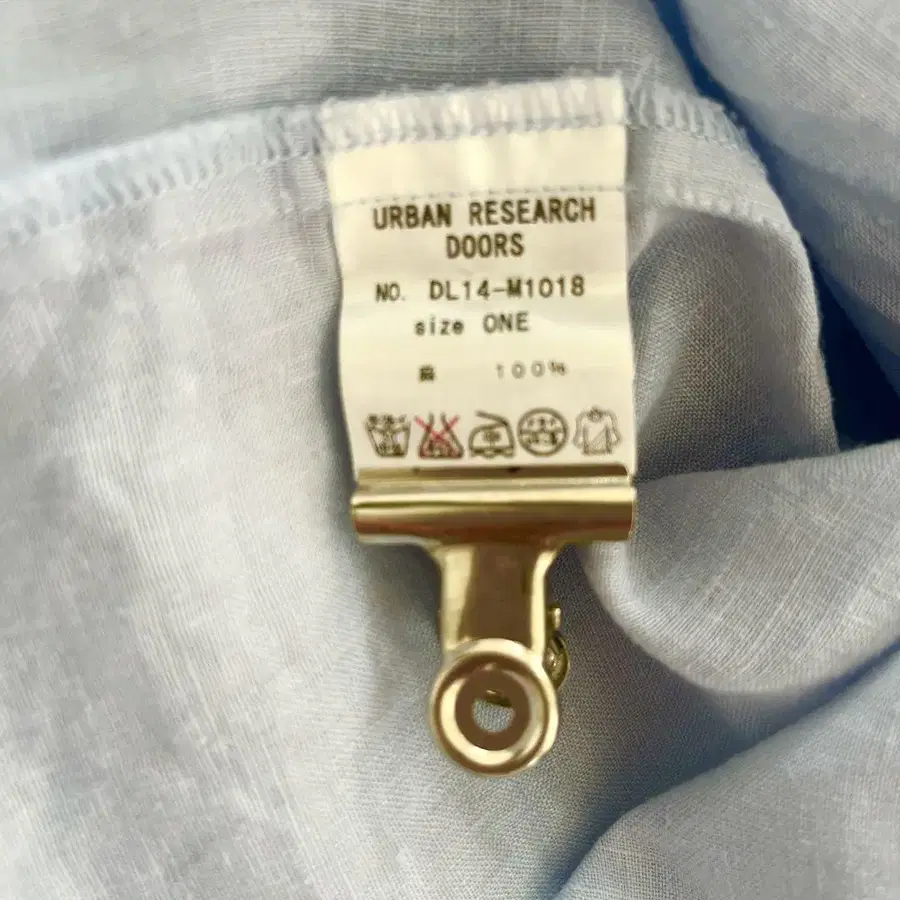 URBAN RESEARCH
DOORS
NO. DL14-M1018
size ONE
麻 100%